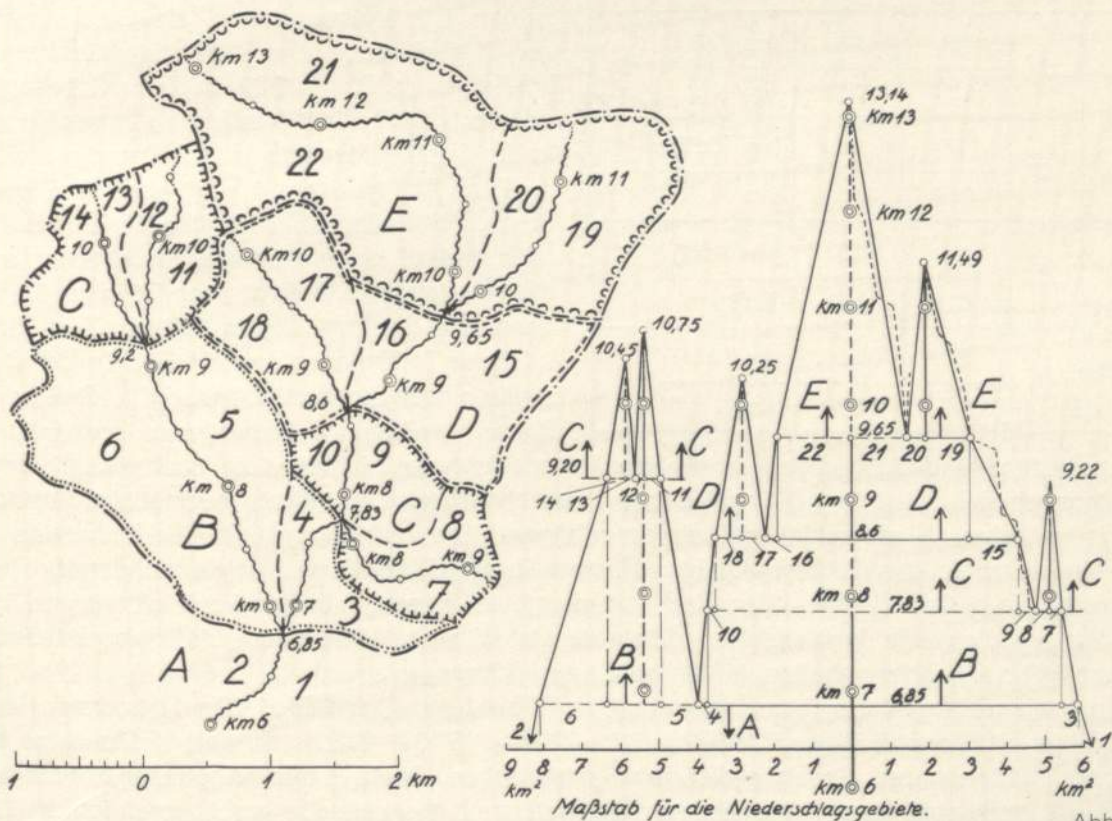 km 13
21
km 12
km 11
22
13
14
12
20
km 11
E
10
km 10
19
C
11
km 10
km 10
10
17
18
16
9,2
9,65
km 9
km 9
15
km 9
5
8,6
6
D
10
9
km 8
km 8
7,83
C
8
4
B
km 8
km 9
7
km
7
3
6,85
A
2
1
km 6
1 0 1 2 km
13,14
km 13
km 12
11,49
km 11
10,75
10,45
10,25
E
10
E
9,65
C
C
22
21
20
19
9,20
9,22
14
13
12
11
D
km 9
D
8,6
18
17
16
15
C
km 8
C
7,83
10
9
8
7
B
km 7
B
6,85
6
5
4
3
2
A
1
9 8 7 6 5 4 3 2 1 1 2 3 4 5 6
km² km 6 km²
Maßstab für die Niederschlagsgebiete.
Abb